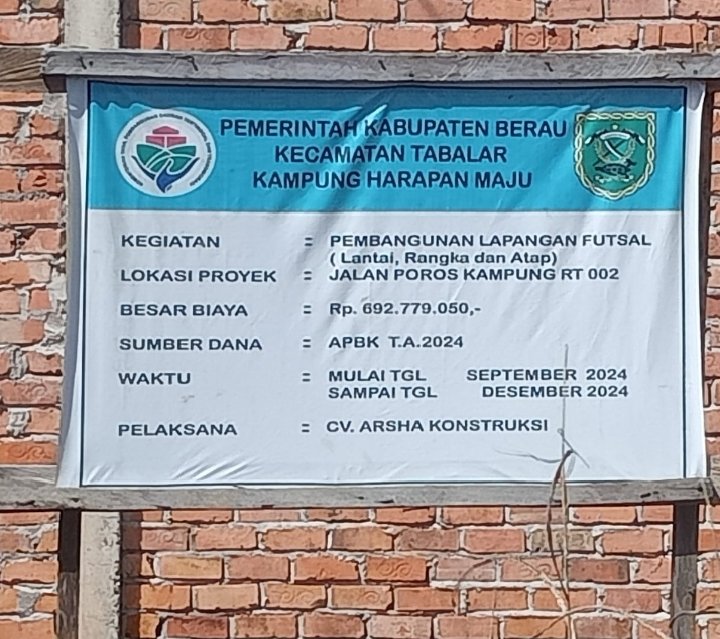 PEMERINTAH KABUPATEN BERAU
KECAMATAN TABALAR
KAMPUNG HARAPAN MAJU
KEGIATAN = PEMBANGUNAN LAPANGAN FUTSAL
( Lantai, Rangka dan Atap)
LOKASI PROYEK = JALAN POROS KAMPUNG RT 002
BESAR BIAYA = Rp. 692.779.050,-
SUMBER DANA = APBK T.A.2024
WAKTU = MULAI TGL SEPTEMBER 2024
SAMPAI TGL DESEMBER 2024
PELAKSANA = CV. ARSHA KONSTRUKSI